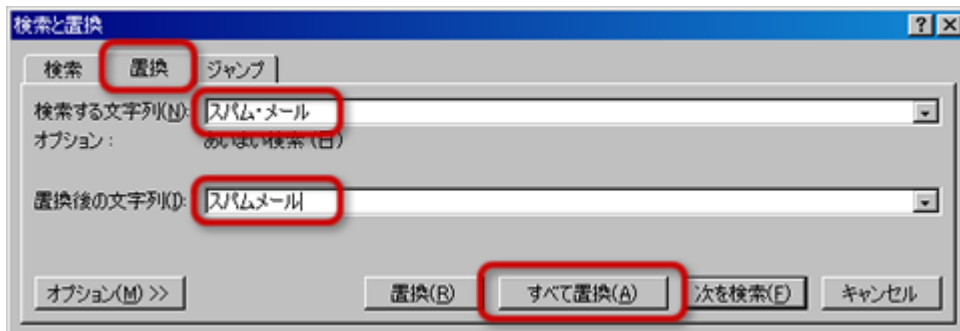 検索と置換
検索 置換 ジャンプ
検索する文字列(N): スパム・メール
オプション: あいまい検索 (日)
置換後の文字列(I): スパムメール
オプション(M) >> 置換(R) すべて置換(A) 次を検索(F) キャンセル